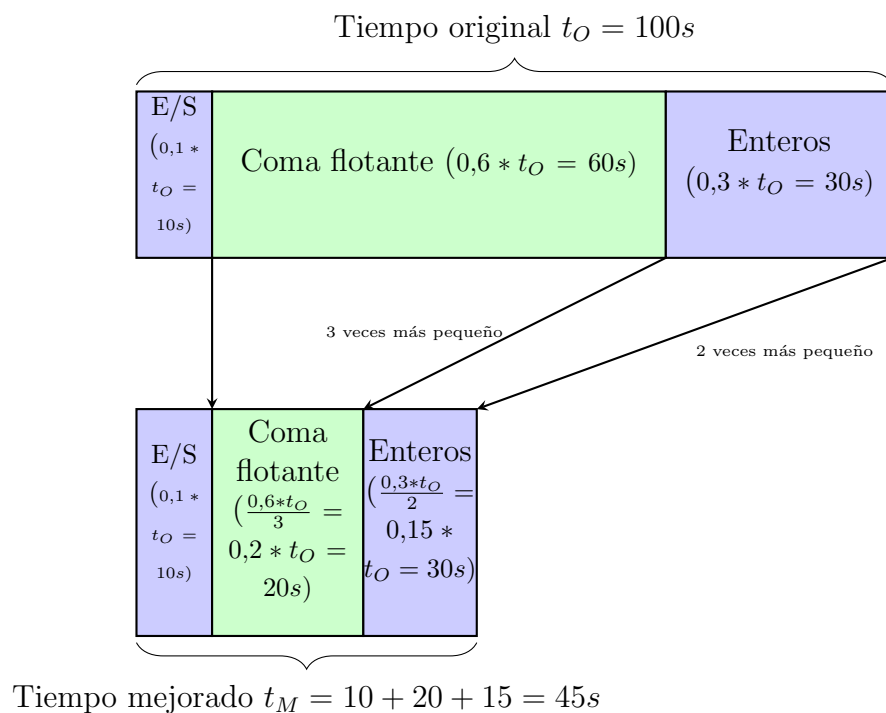 Tiempo original t_O = 100s
E/S
(0,1 *
t_O =
10s)
Coma flotante (0,6 * t_O = 60s)
Enteros
(0,3 * t_O = 30s)
3 veces más pequeño
2 veces más pequeño
E/S
(0,1 *
t_O =
10s)
Coma
flotante
(\frac{0,6*t_O}{3} =
0,2 * t_O =
20s)
Enteros
(\frac{0,3*t_O}{2} =
0,15 *
t_O = 30s)
Tiempo mejorado t_M = 10 + 20 + 15 = 45s